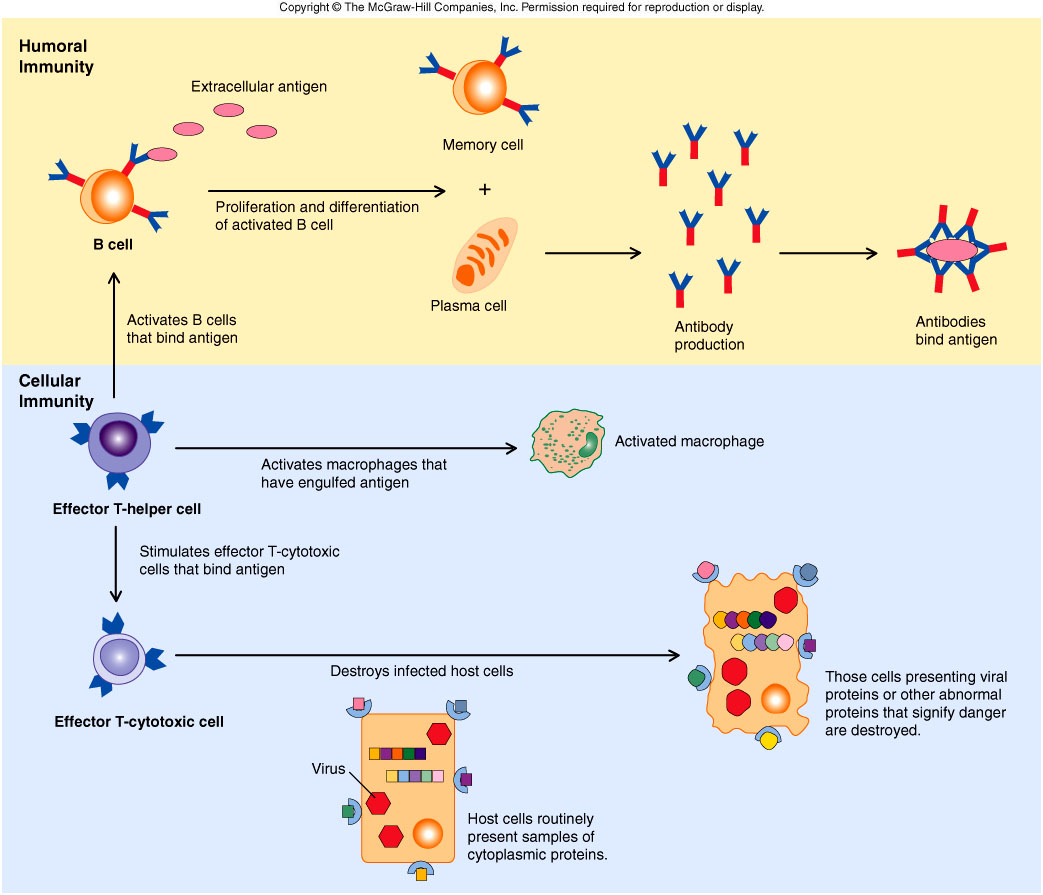 Copyright © The McGraw-Hill Companies, Inc. Permission required for reproduction or display.
Humoral
Immunity
Extracellular antigen
Memory cell
+
Proliferation and differentiation
of activated B cell
B cell
Plasma cell
Activates B cells
that bind antigen
Antibody
production
Antibodies
bind antigen
Cellular
Immunity
Activated macrophage
Activates macrophages that
have engulfed antigen
Effector T-helper cell
Stimulates effector T-cytotoxic
cells that bind antigen
Destroys infected host cells
Effector T-cytotoxic cell
Those cells presenting viral
proteins or other abnormal
proteins that signify danger
are destroyed.
Virus
Host cells routinely
present samples of
cytoplasmic proteins.